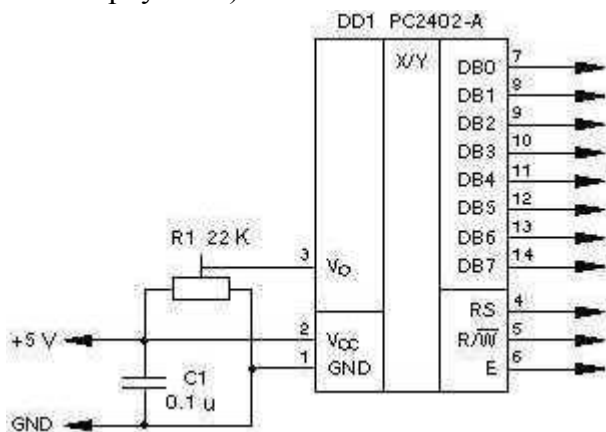 DD1 PC2402-A
X/Y
DB0 7
DB1 8
DB2 9
DB3 10
DB4 11
DB5 12
DB6 13
DB7 14
R1 22 K
3 VO
RS 4
+5 V
2 VCC
R/W̅ 5
1 GND
E 6
C1
0.1 u
GND